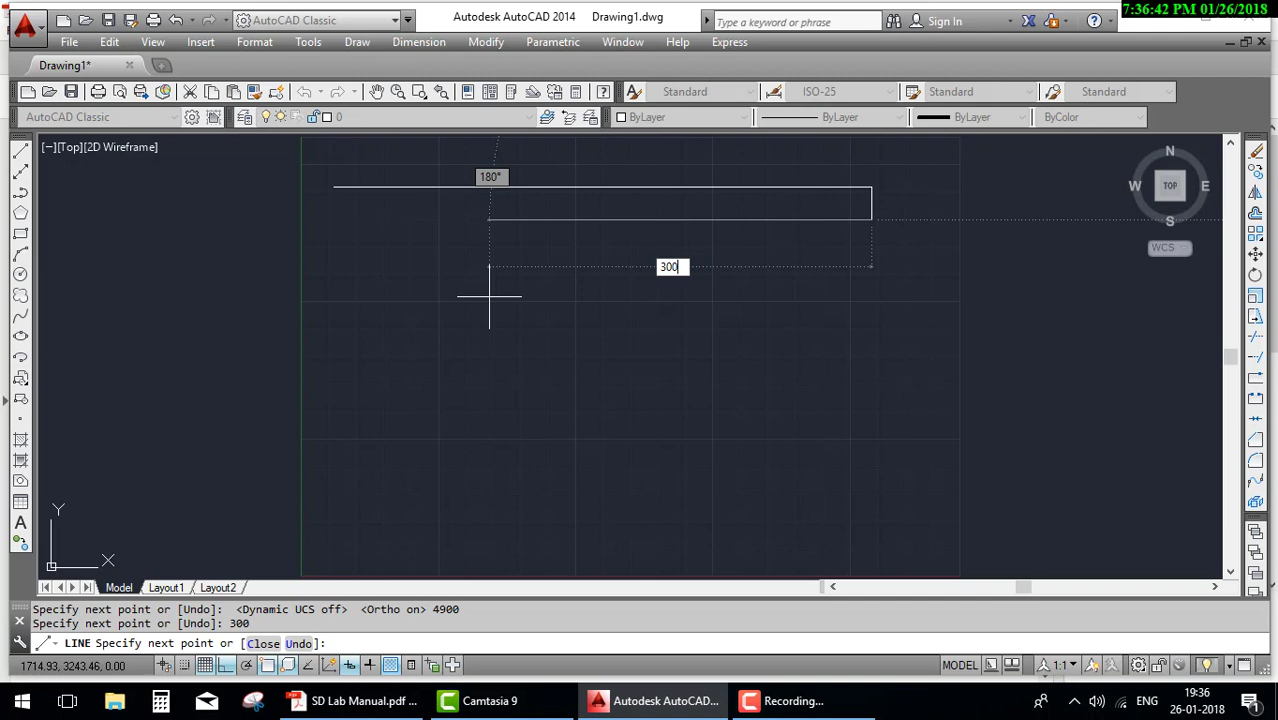 AutoCAD Classic
Autodesk AutoCAD 2014 Drawing1.dwg
Type a keyword or phrase
Sign In
7:36:42 PM 01/26/2018
File Edit View Insert Format Tools Draw Dimension Modify Parametric Window Help Express
Drawing1*
Standard ISO-25 Standard Standard
AutoCAD Classic 0 ByLayer ByLayer ByLayer ByColor
[−][Top][2D Wireframe]
N
W TOP E
S
WCS
180°
300
Y
X
Model Layout1 Layout2
Specify next point or [Undo]: <Dynamic UCS off> <Ortho on> 4900
Specify next point or [Undo]: 300
LINE Specify next point or [Close Undo]:
1714.93, 3243.46, 0.00
MODEL 1:1
SD Lab Manual.pdf ...
Camtasia 9
Autodesk AutoCAD...
Recording...
ENG
19:36
26-01-2018
1